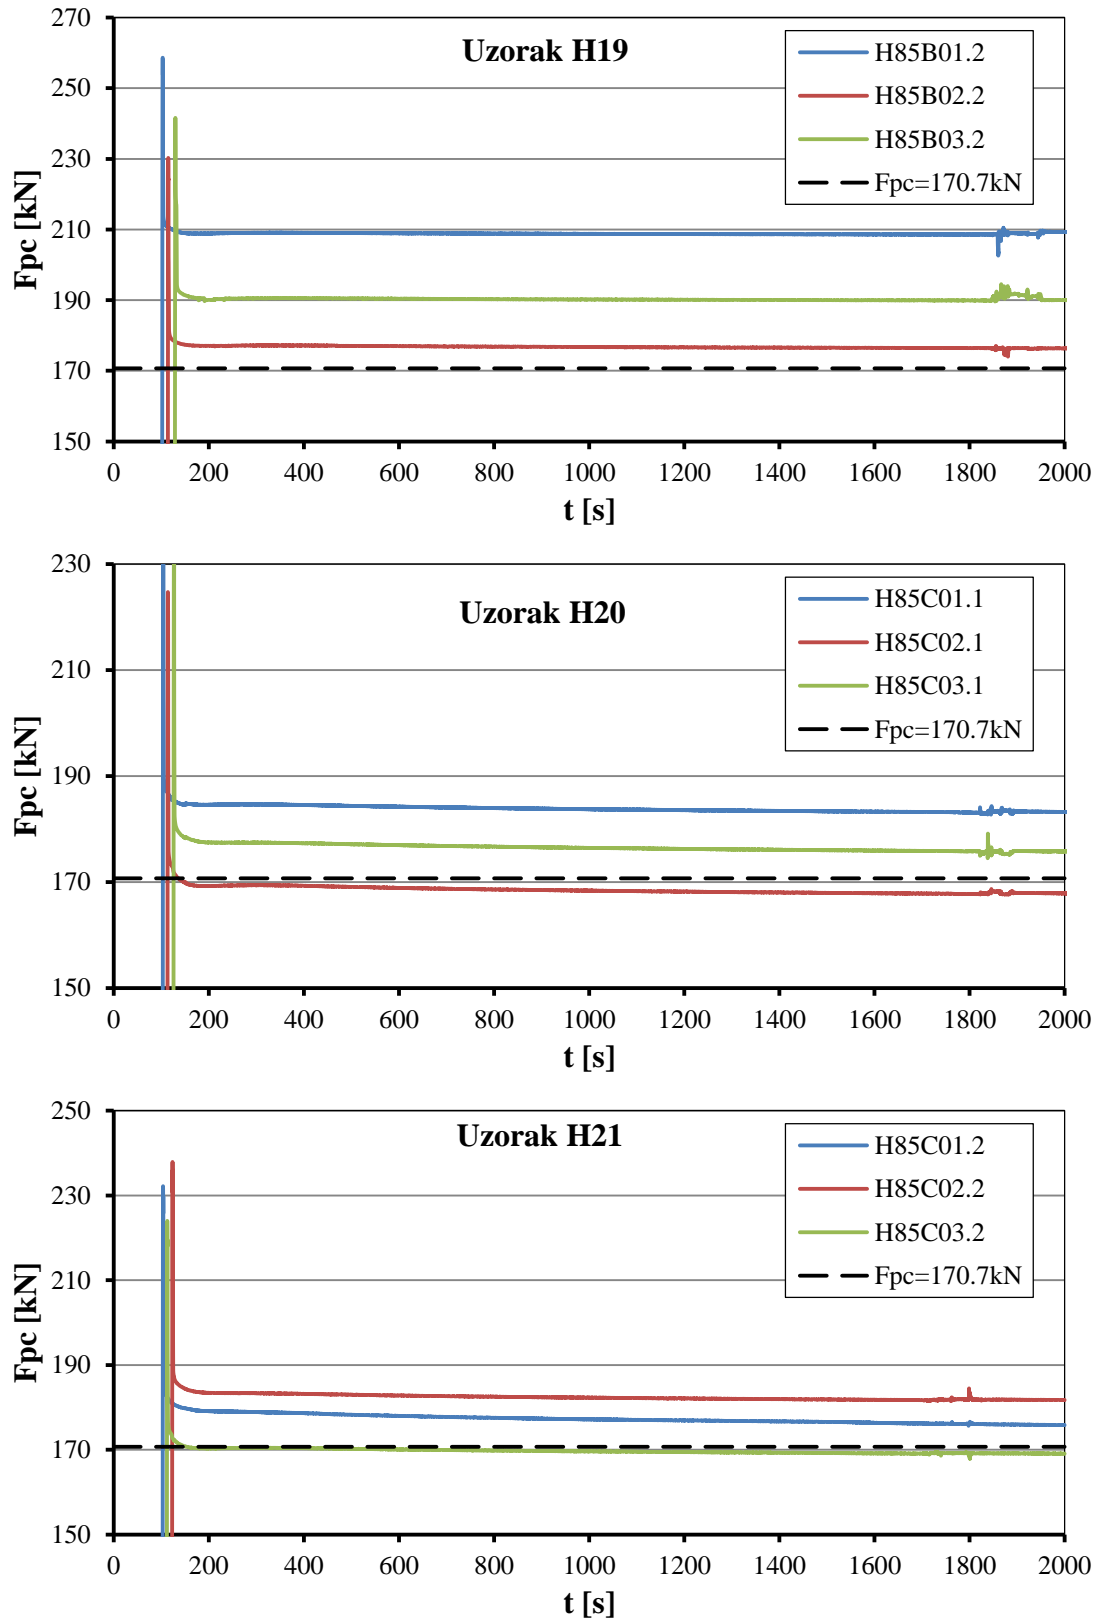 Uzorak H19
Fpc [kN]
270
250
230
210
190
170
150
0 200 400 600 800 1000 1200 1400 1600 1800 2000
t [s]
H85B01.2
H85B02.2
H85B03.2
Fpc=170.7kN
Uzorak H20
Fpc [kN]
230
210
190
170
150
0 200 400 600 800 1000 1200 1400 1600 1800 2000
t [s]
H85C01.1
H85C02.1
H85C03.1
Fpc=170.7kN
Uzorak H21
Fpc [kN]
250
230
210
190
170
150
0 200 400 600 800 1000 1200 1400 1600 1800 2000
t [s]
H85C01.2
H85C02.2
H85C03.2
Fpc=170.7kN